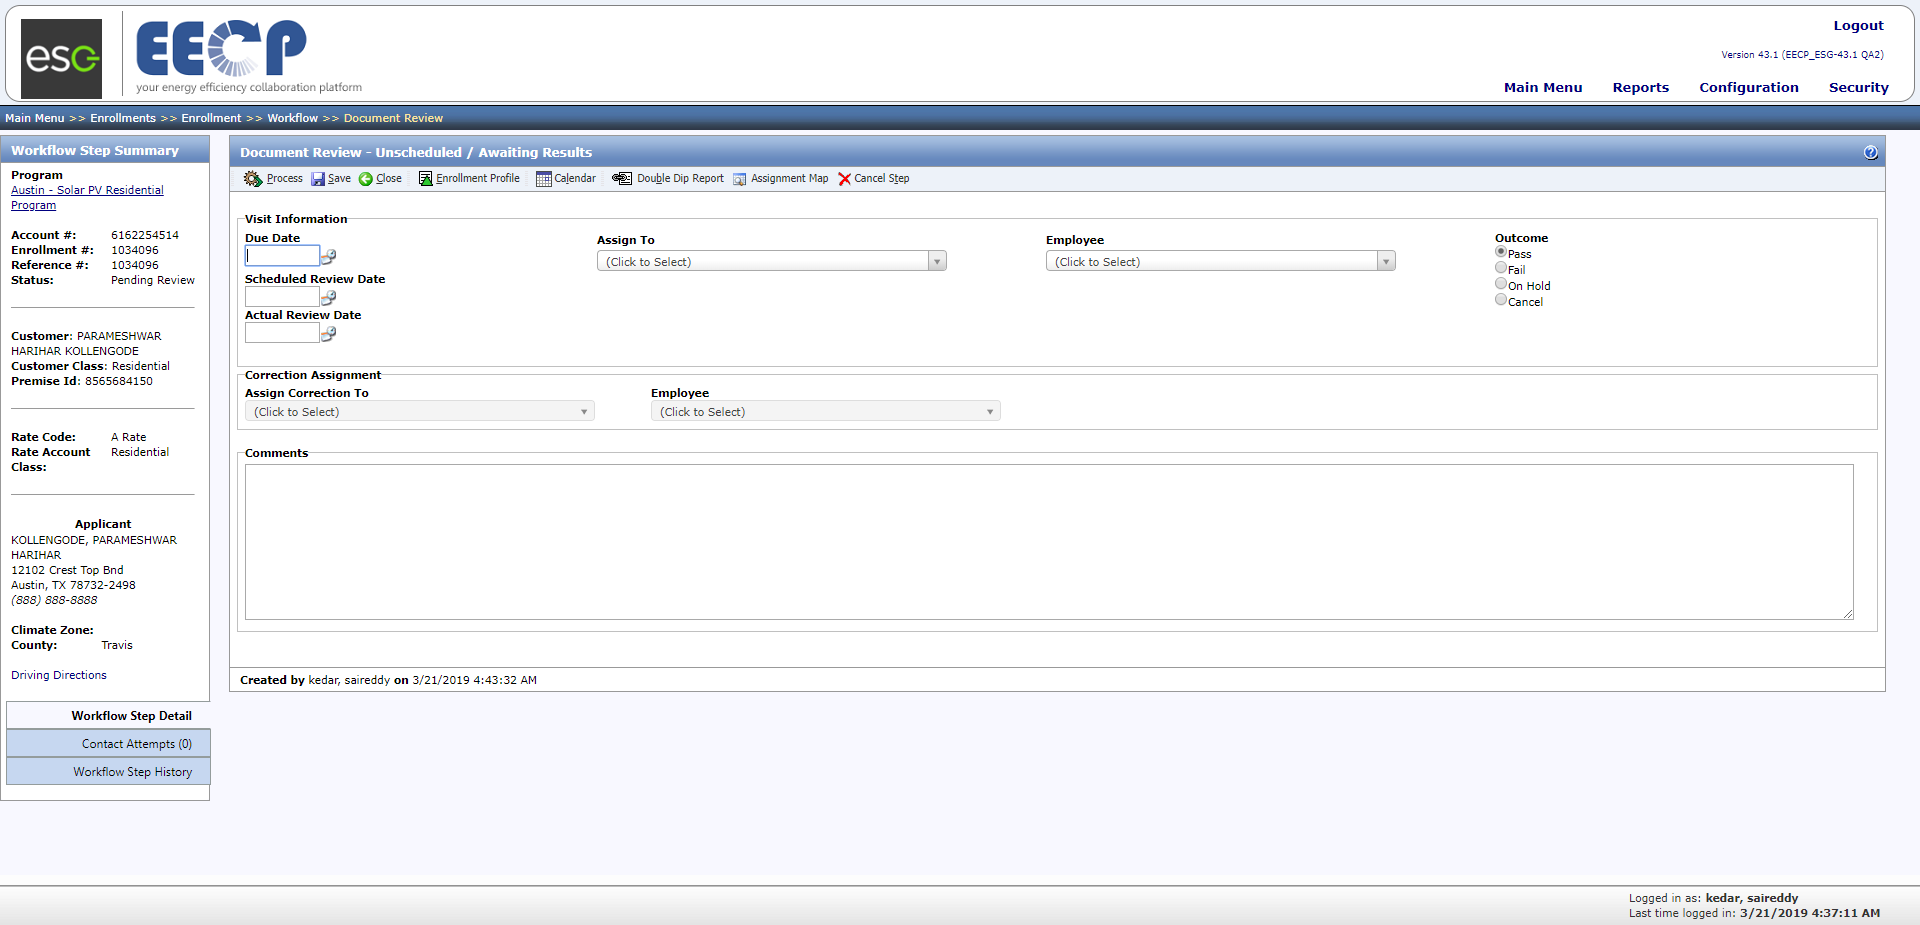 esg
EECP
your energy efficiency collaboration platform
Logout
Version 43.1 (EECP_ESG-43.1 QA2)
Main Menu Reports Configuration Security
Main Menu >> Enrollments >> Enrollment >> Workflow >> Document Review
Workflow Step Summary
Program
Austin - Solar PV Residential
Program
Account #: 6162254514
Enrollment #: 1034096
Reference #: 1034096
Status: Pending Review
Customer: PARAMESHWAR
HARIHAR KOLLENGODE
Customer Class: Residential
Premise Id: 8565684150
Rate Code: A Rate
Rate Account Residential
Class:
Applicant
KOLLENGODE, PARAMESHWAR
HARIHAR
12102 Crest Top Bnd
Austin, TX 78732-2498
(888) 888-8888
Climate Zone:
County: Travis
Driving Directions
Workflow Step Detail
Contact Attempts (0)
Workflow Step History
Document Review - Unscheduled / Awaiting Results
Process Save Close Enrollment Profile Calendar Double Dip Report Assignment Map Cancel Step
Visit Information
Due Date
Scheduled Review Date
Actual Review Date
Assign To
(Click to Select)
Employee
(Click to Select)
Outcome
Pass
Fail
On Hold
Cancel
Correction Assignment
Assign Correction To
(Click to Select)
Employee
(Click to Select)
Comments
Created by kedar, saireddy on 3/21/2019 4:43:32 AM
Logged in as: kedar, saireddy
Last time logged in: 3/21/2019 4:37:11 AM